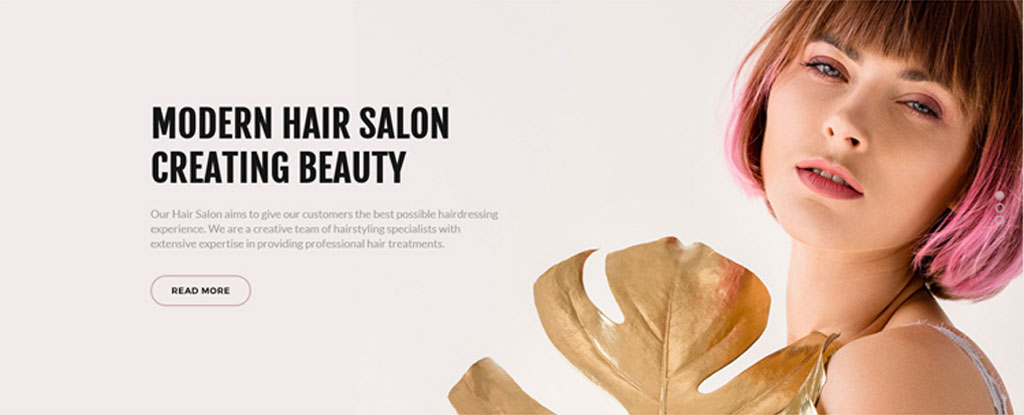 MODERN HAIR SALON
CREATING BEAUTY
Our Hair Salon aims to give our customers the best possible hairdressing
experience. We are a creative team of hairstyling specialists with
extensive expertise in providing professional hair treatments.
READ MORE